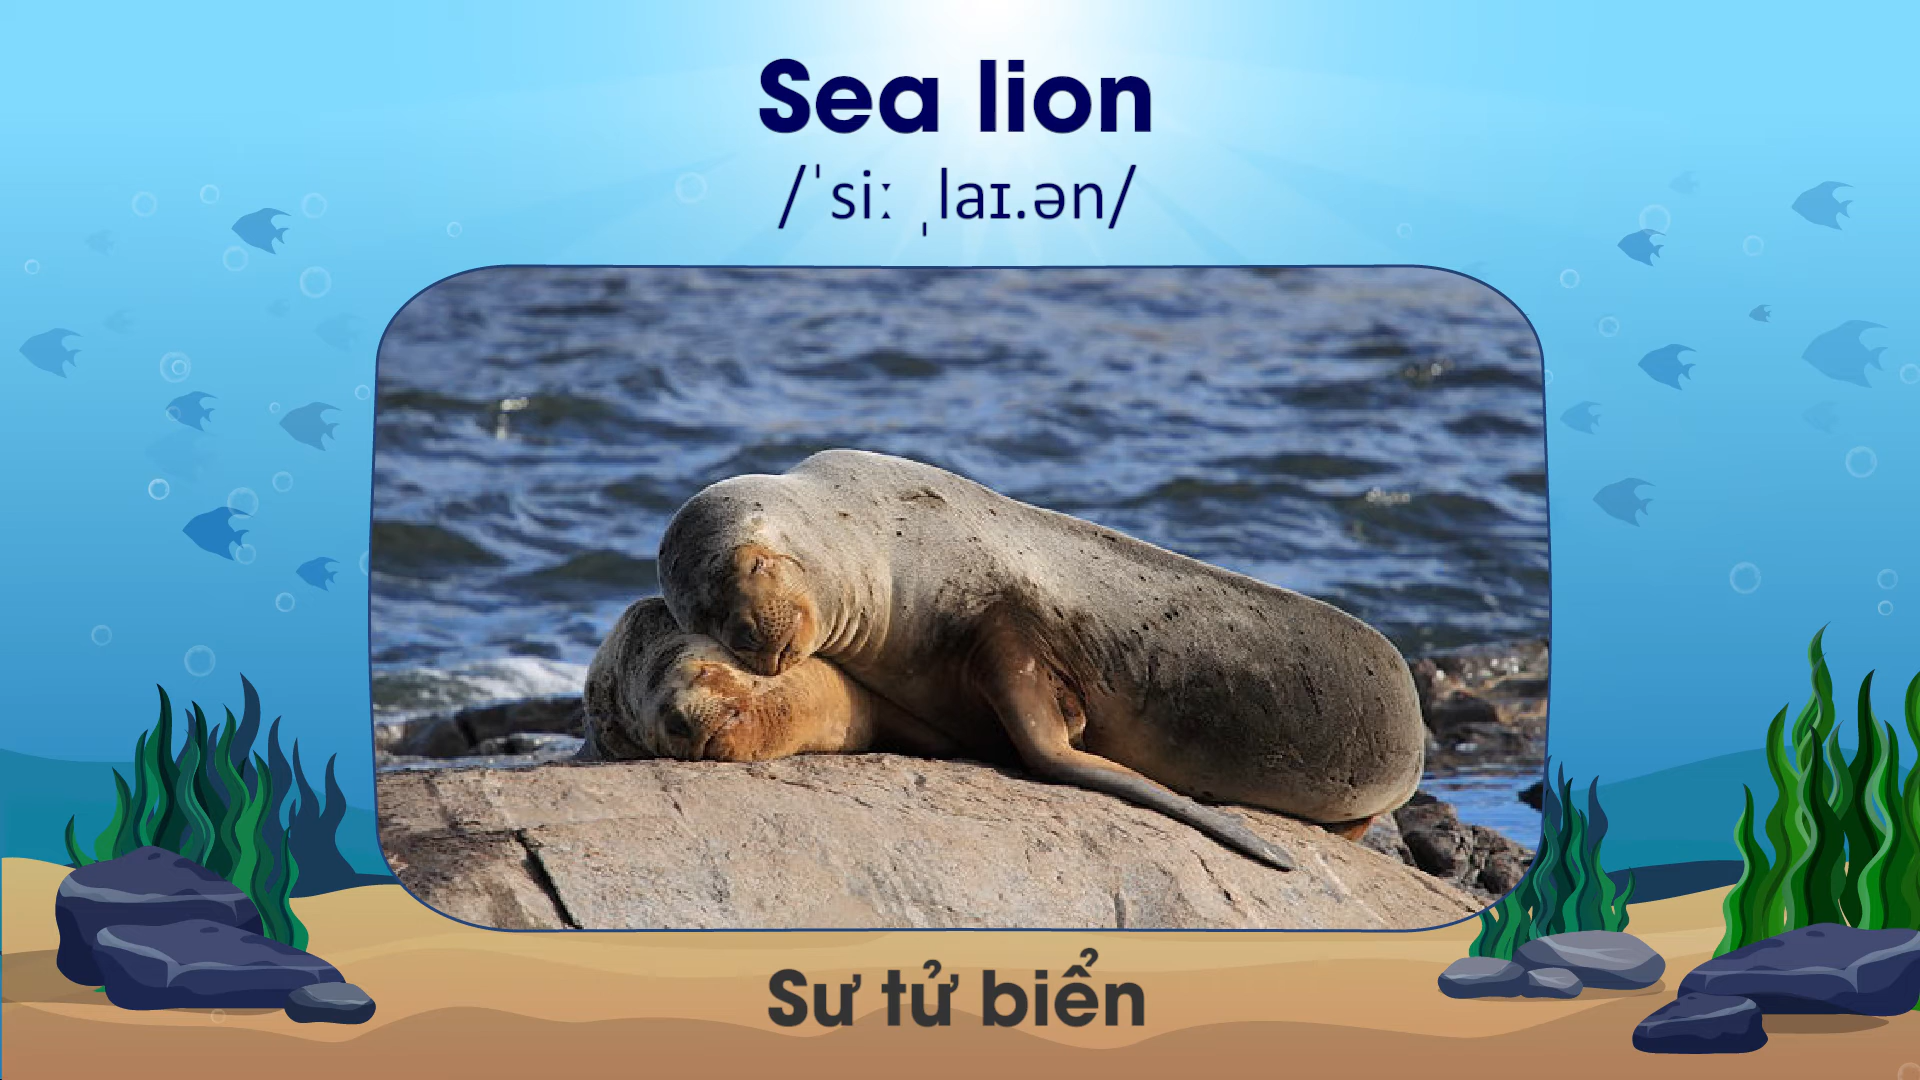 Sea lion
/ˈsiː ˌlaɪ.ən/
Sư tử biển